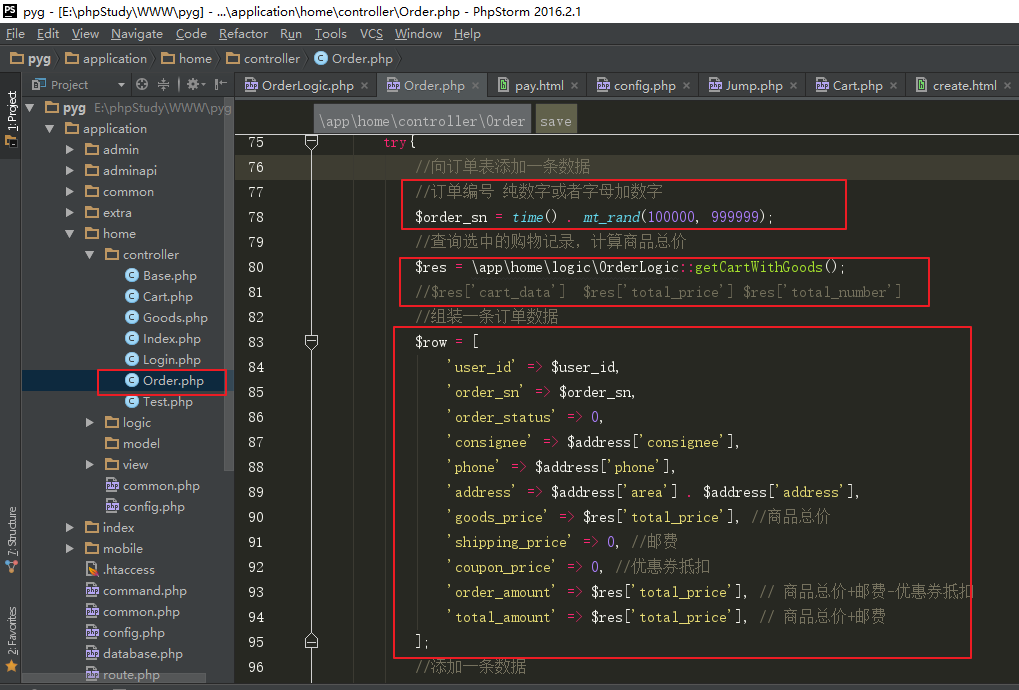 pyg - [E:\phpStudy\WWW\pyg] - ...\application\home\controller\Order.php - PhpStorm 2016.2.1
File Edit View Navigate Code Refactor Run Tools VCS Window Help
pyg application home controller Order.php
Project OrderLogic.php Order.php pay.html config.php Jump.php Cart.php create.html
1: Project
7: Structure
2: Favorites
pyg E:\phpStudy\WWW\pyg
application
admin
adminapi
common
extra
home
controller
Base.php
Cart.php
Goods.php
Index.php
Login.php
Order.php
Test.php
logic
model
view
common.php
config.php
index
mobile
.htaccess
command.php
common.php
config.php
database.php
route.php
\app\home\controller\Order save
75 try{
76 //向订单表添加一条数据
77 //订单编号 纯数字或者字母加数字
78 $order_sn = time() . mt_rand(100000, 999999);
79 //查询选中的购物记录，计算商品总价
80 $res = \app\home\logic\OrderLogic::getCartWithGoods();
81 //$res['cart_data'] $res['total_price'] $res['total_number']
82 //组装一条订单数据
83 $row = [
84 'user_id' => $user_id,
85 'order_sn' => $order_sn,
86 'order_status' => 0,
87 'consignee' => $address['consignee'],
88 'phone' => $address['phone'],
89 'address' => $address['area'] . $address['address'],
90 'goods_price' => $res['total_price'], //商品总价
91 'shipping_price' => 0, //邮费
92 'coupon_price' => 0, //优惠券抵扣
93 'order_amount' => $res['total_price'], // 商品总价+邮费-优惠券抵扣
94 'total_amount' => $res['total_price'], // 商品总价+邮费
95 ];
96 //添加一条数据